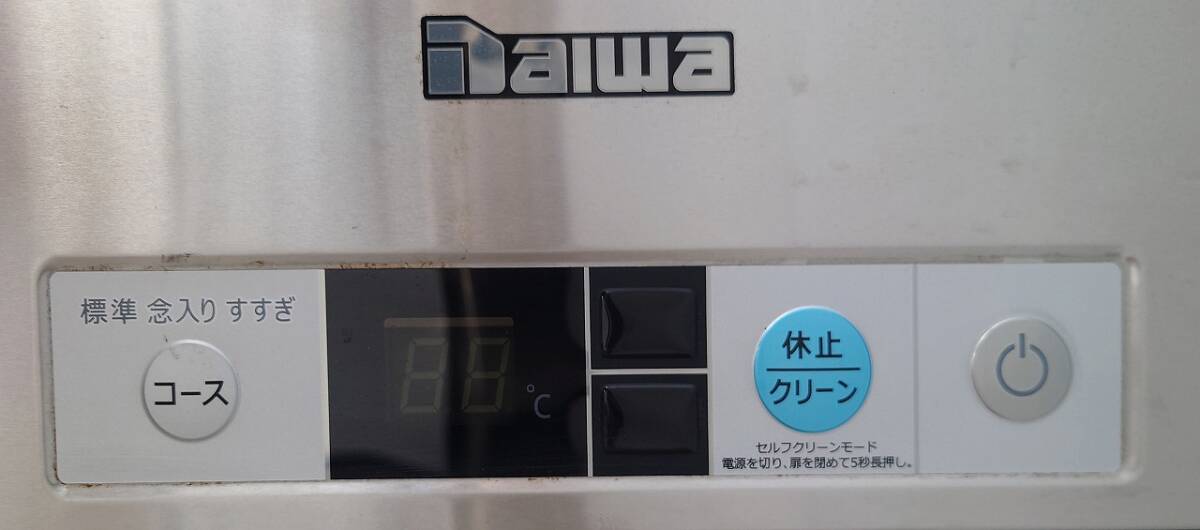 Daiwa
標準 念入り すすぎ
コース
88
℃
休止
クリーン
セルフクリーンモード
電源を切り、扉を閉めて5秒長押し。